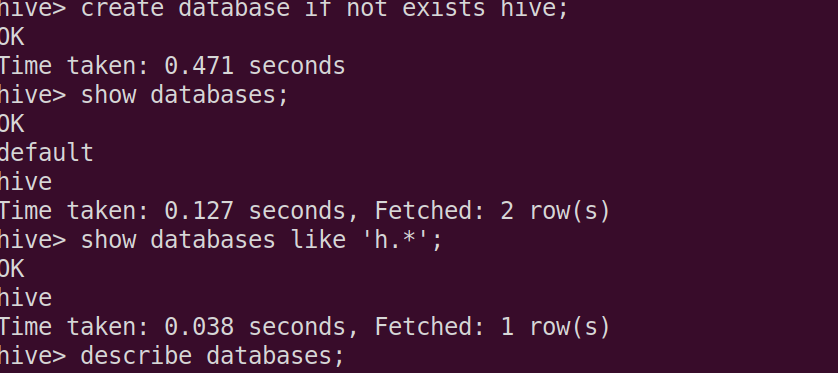 hive> create database if not exists hive;
OK
Time taken: 0.471 seconds
hive> show databases;
OK
default
hive
Time taken: 0.127 seconds, Fetched: 2 row(s)
hive> show databases like 'h.*';
OK
hive
Time taken: 0.038 seconds, Fetched: 1 row(s)
hive> describe databases;